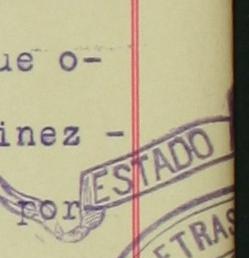 ue o-
inez -
por
ESTADO
ETRAS